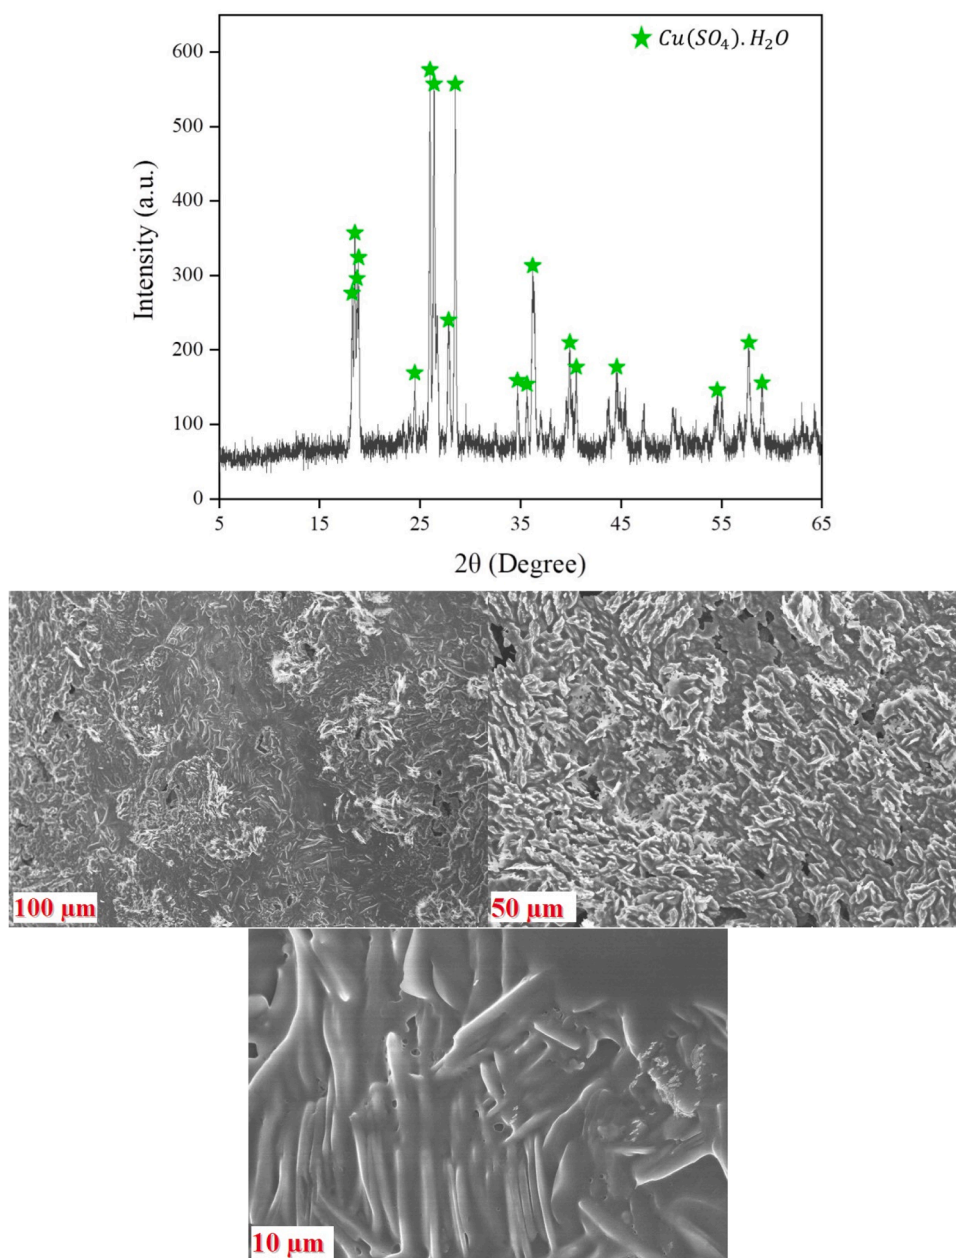 ★ Cu(SO₄).H₂O
600
500
400
300
200
100
0
Intensity (a.u.)
5 15 25 35 45 55 65
2θ (Degree)
100 μm
50 μm
10 μm